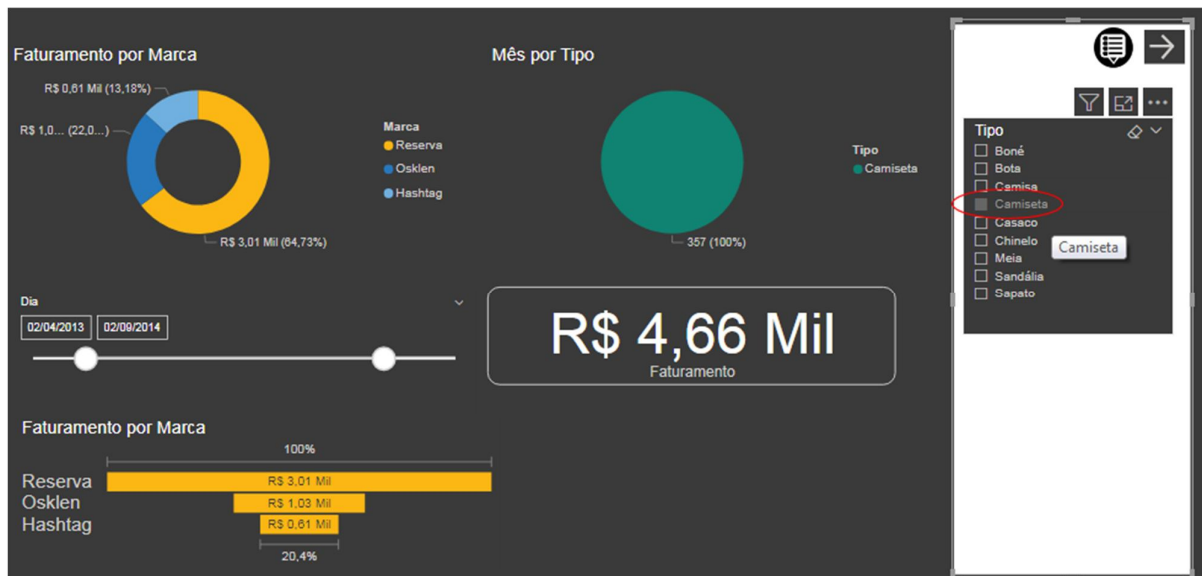 Faturamento por Marca
R$ 0,61 Mil (13,18%)
R$ 1,0... (22,0...)
R$ 3,01 Mil (64,73%)
Marca
Reserva
Osklen
Hashtag
Mês por Tipo
357 (100%)
Tipo
Camiseta
Dia
02/04/2013 02/09/2014
R$ 4,66 Mil
Faturamento
Faturamento por Marca
100%
Reserva R$ 3,01 Mil
Osklen R$ 1,03 Mil
Hashtag R$ 0,61 Mil
20,4%
Tipo
Boné
Bota
Camisa
Camiseta
Casaco
Chinelo
Camiseta
Meia
Sandália
Sapato